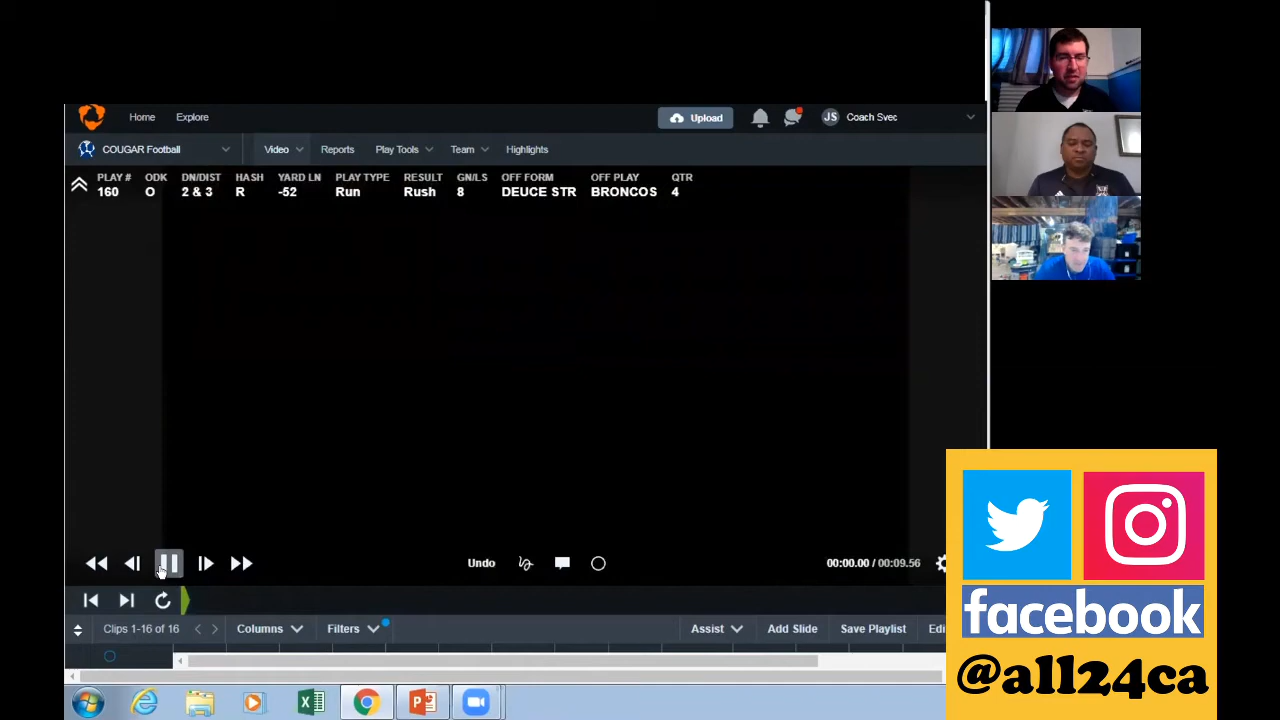 Home Explore Upload JS Coach Svec
COUGAR Football Video Reports Play Tools Team Highlights
PLAY # ODK DN/DIST HASH YARD LN PLAY TYPE RESULT GN/LS OFF FORM OFF PLAY QTR
160 O 2 & 3 R -52 Run Rush 8 DEUCE STR BRONCOS 4
Undo 00:00.00 / 00:09.56
Clips 1-16 of 16 Columns Filters Assist Add Slide Save Playlist Edi
facebook
@all24ca